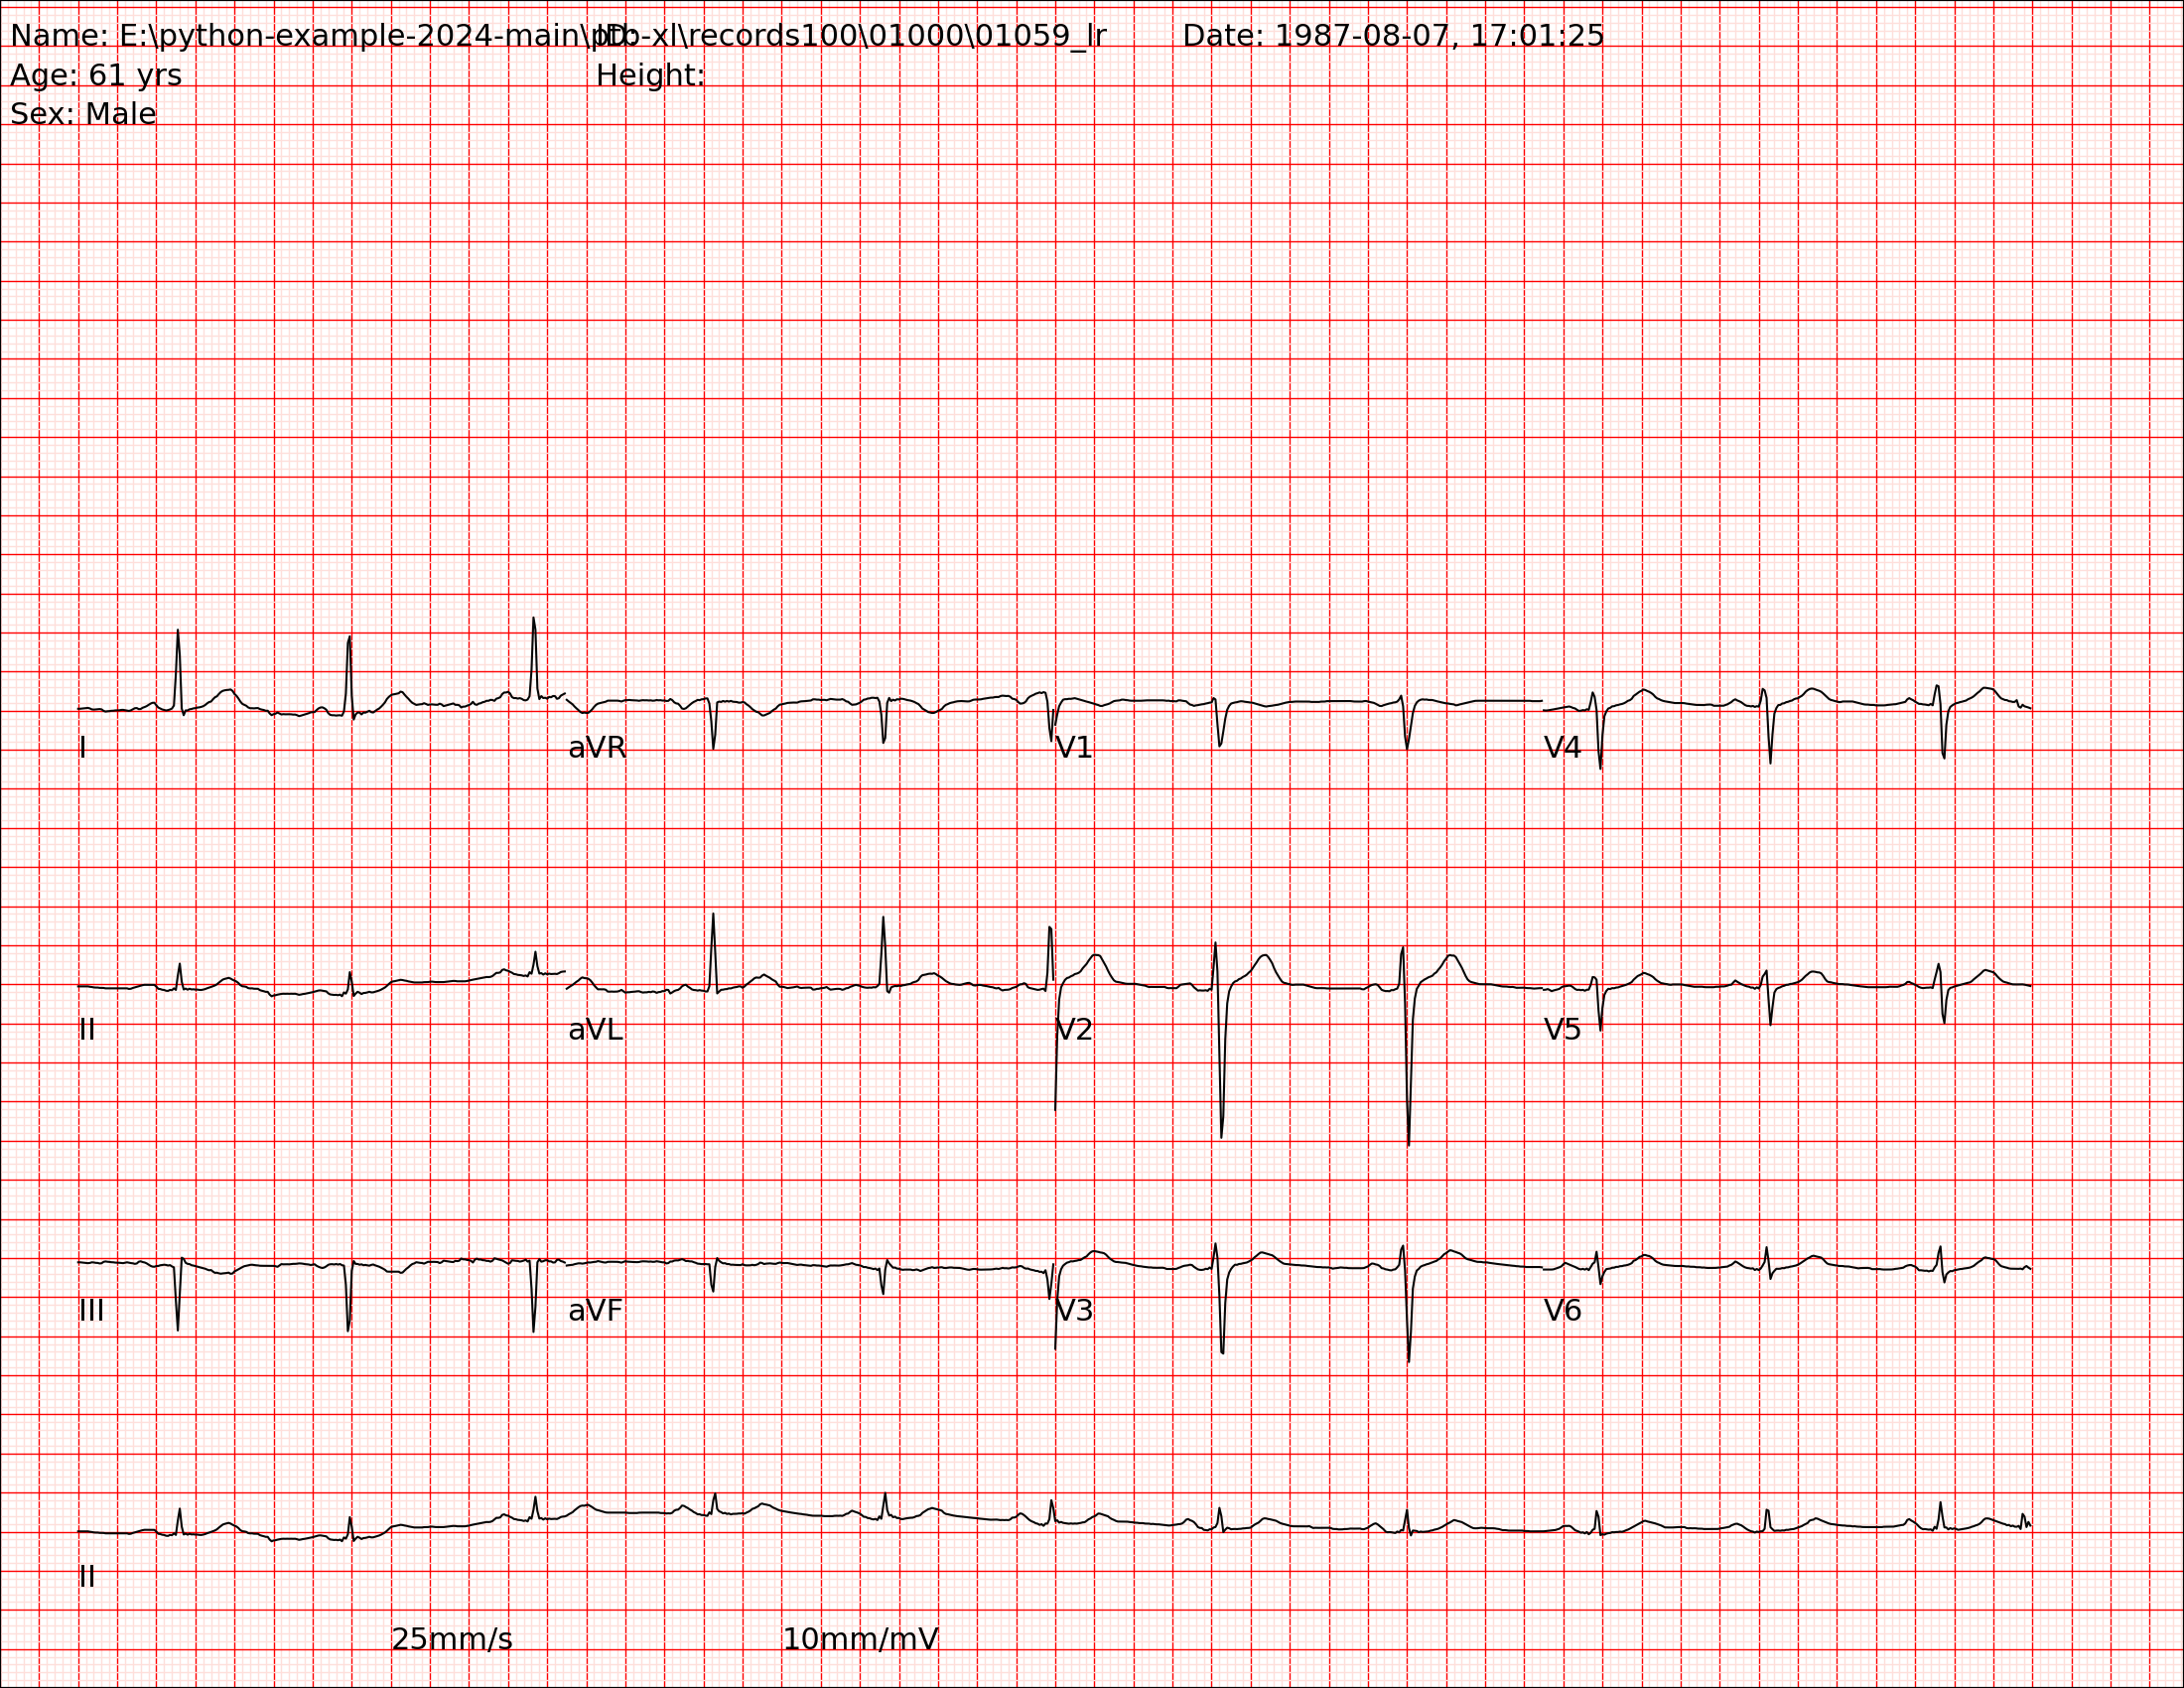 Name: E:\python-example-2024-main\ptb-xl\records100\01000\01059_lr ID: Date: 1987-08-07, 17:01:25
Age: 61 yrs Height:
Sex: Male
I aVR V1 V4
II aVL V2 V5
III aVF V3 V6
II
25mm/s 10mm/mV